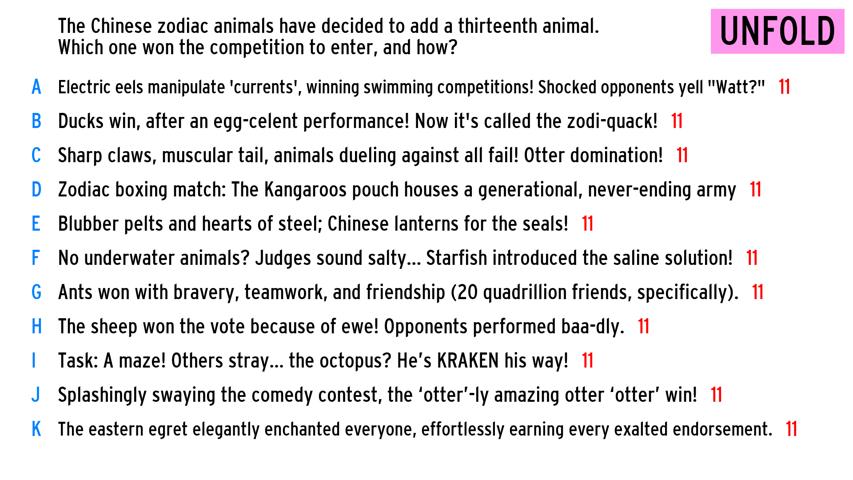 The Chinese zodiac animals have decided to add a thirteenth animal.
Which one won the competition to enter, and how?
UNFOLD
A Electric eels manipulate 'currents', winning swimming competitions! Shocked opponents yell "Watt?" 11
B Ducks win, after an egg-celent performance! Now it's called the zodi-quack! 11
C Sharp claws, muscular tail, animals dueling against all fail! Otter domination! 11
D Zodiac boxing match: The Kangaroos pouch houses a generational, never-ending army 11
E Blubber pelts and hearts of steel; Chinese lanterns for the seals! 11
F No underwater animals? Judges sound salty... Starfish introduced the saline solution! 11
G Ants won with bravery, teamwork, and friendship (20 quadrillion friends, specifically). 11
H The sheep won the vote because of ewe! Opponents performed baa-dly. 11
I Task: A maze! Others stray... the octopus? He's KRAKEN his way! 11
J Splashingly swaying the comedy contest, the ‘otter’-ly amazing otter ‘otter’ win! 11
K The eastern egret elegantly enchanted everyone, effortlessly earning every exalted endorsement. 11